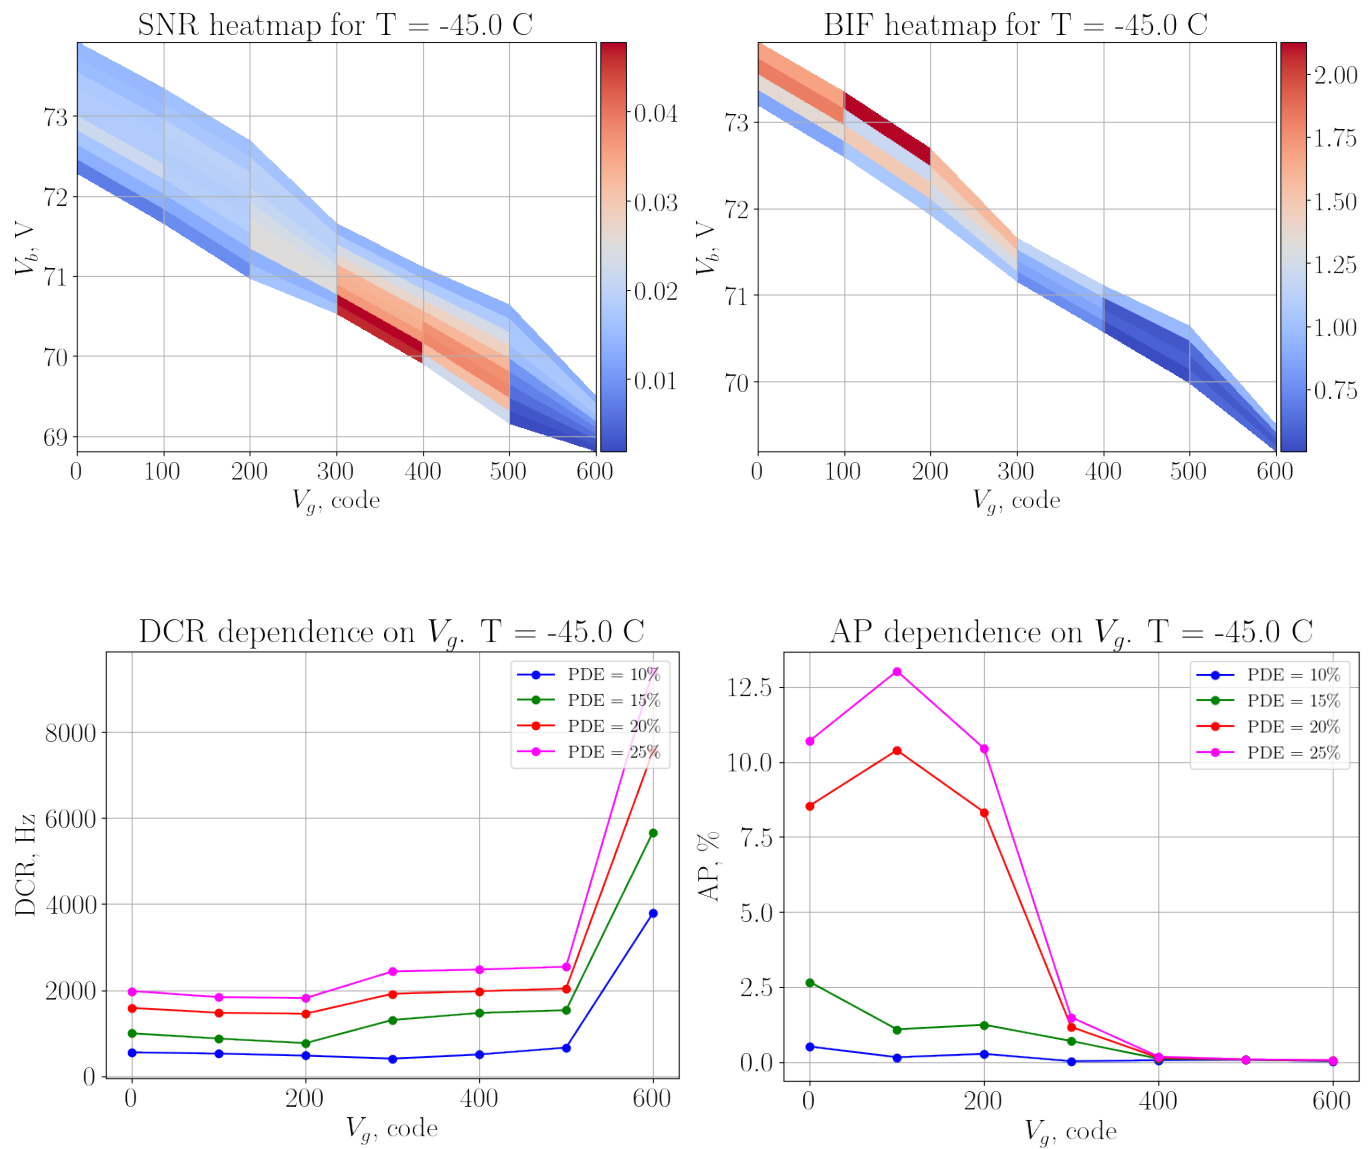 SNR heatmap for T = -45.0 C
73
72
71
70
69
V_b, V
0 100 200 300 400 500 600
V_g, code
0.04
0.03
0.02
0.01
BIF heatmap for T = -45.0 C
73
72
71
70
V_b, V
0 100 200 300 400 500 600
V_g, code
2.00
1.75
1.50
1.25
1.00
0.75
DCR dependence on V_g. T = -45.0 C
8000
6000
4000
2000
0
DCR, Hz
PDE = 10%
PDE = 15%
PDE = 20%
PDE = 25%
0 200 400 600
V_g, code
AP dependence on V_g. T = -45.0 C
12.5
10.0
7.5
5.0
2.5
0.0
AP, %
PDE = 10%
PDE = 15%
PDE = 20%
PDE = 25%
0 200 400 600
V_g, code